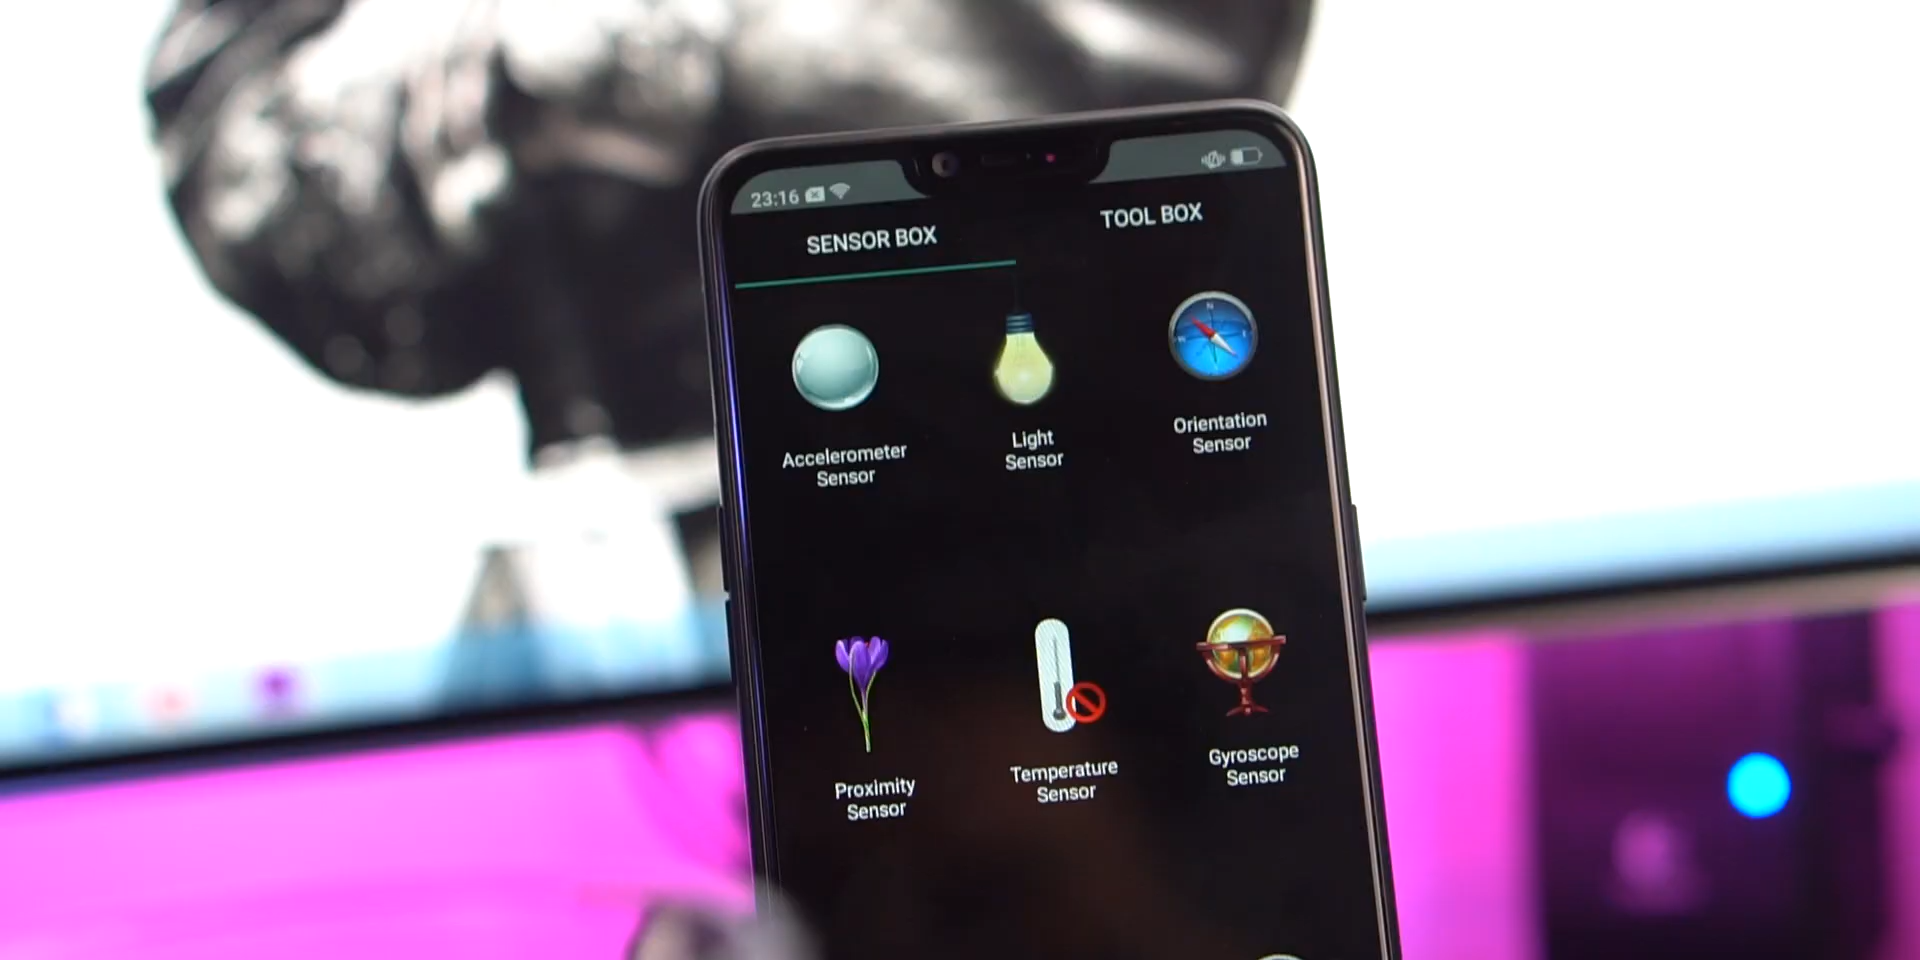 23:16
SENSOR BOX
TOOL BOX
Accelerometer
Sensor
Light
Sensor
Orientation
Sensor
Proximity
Sensor
Temperature
Sensor
Gyroscope
Sensor